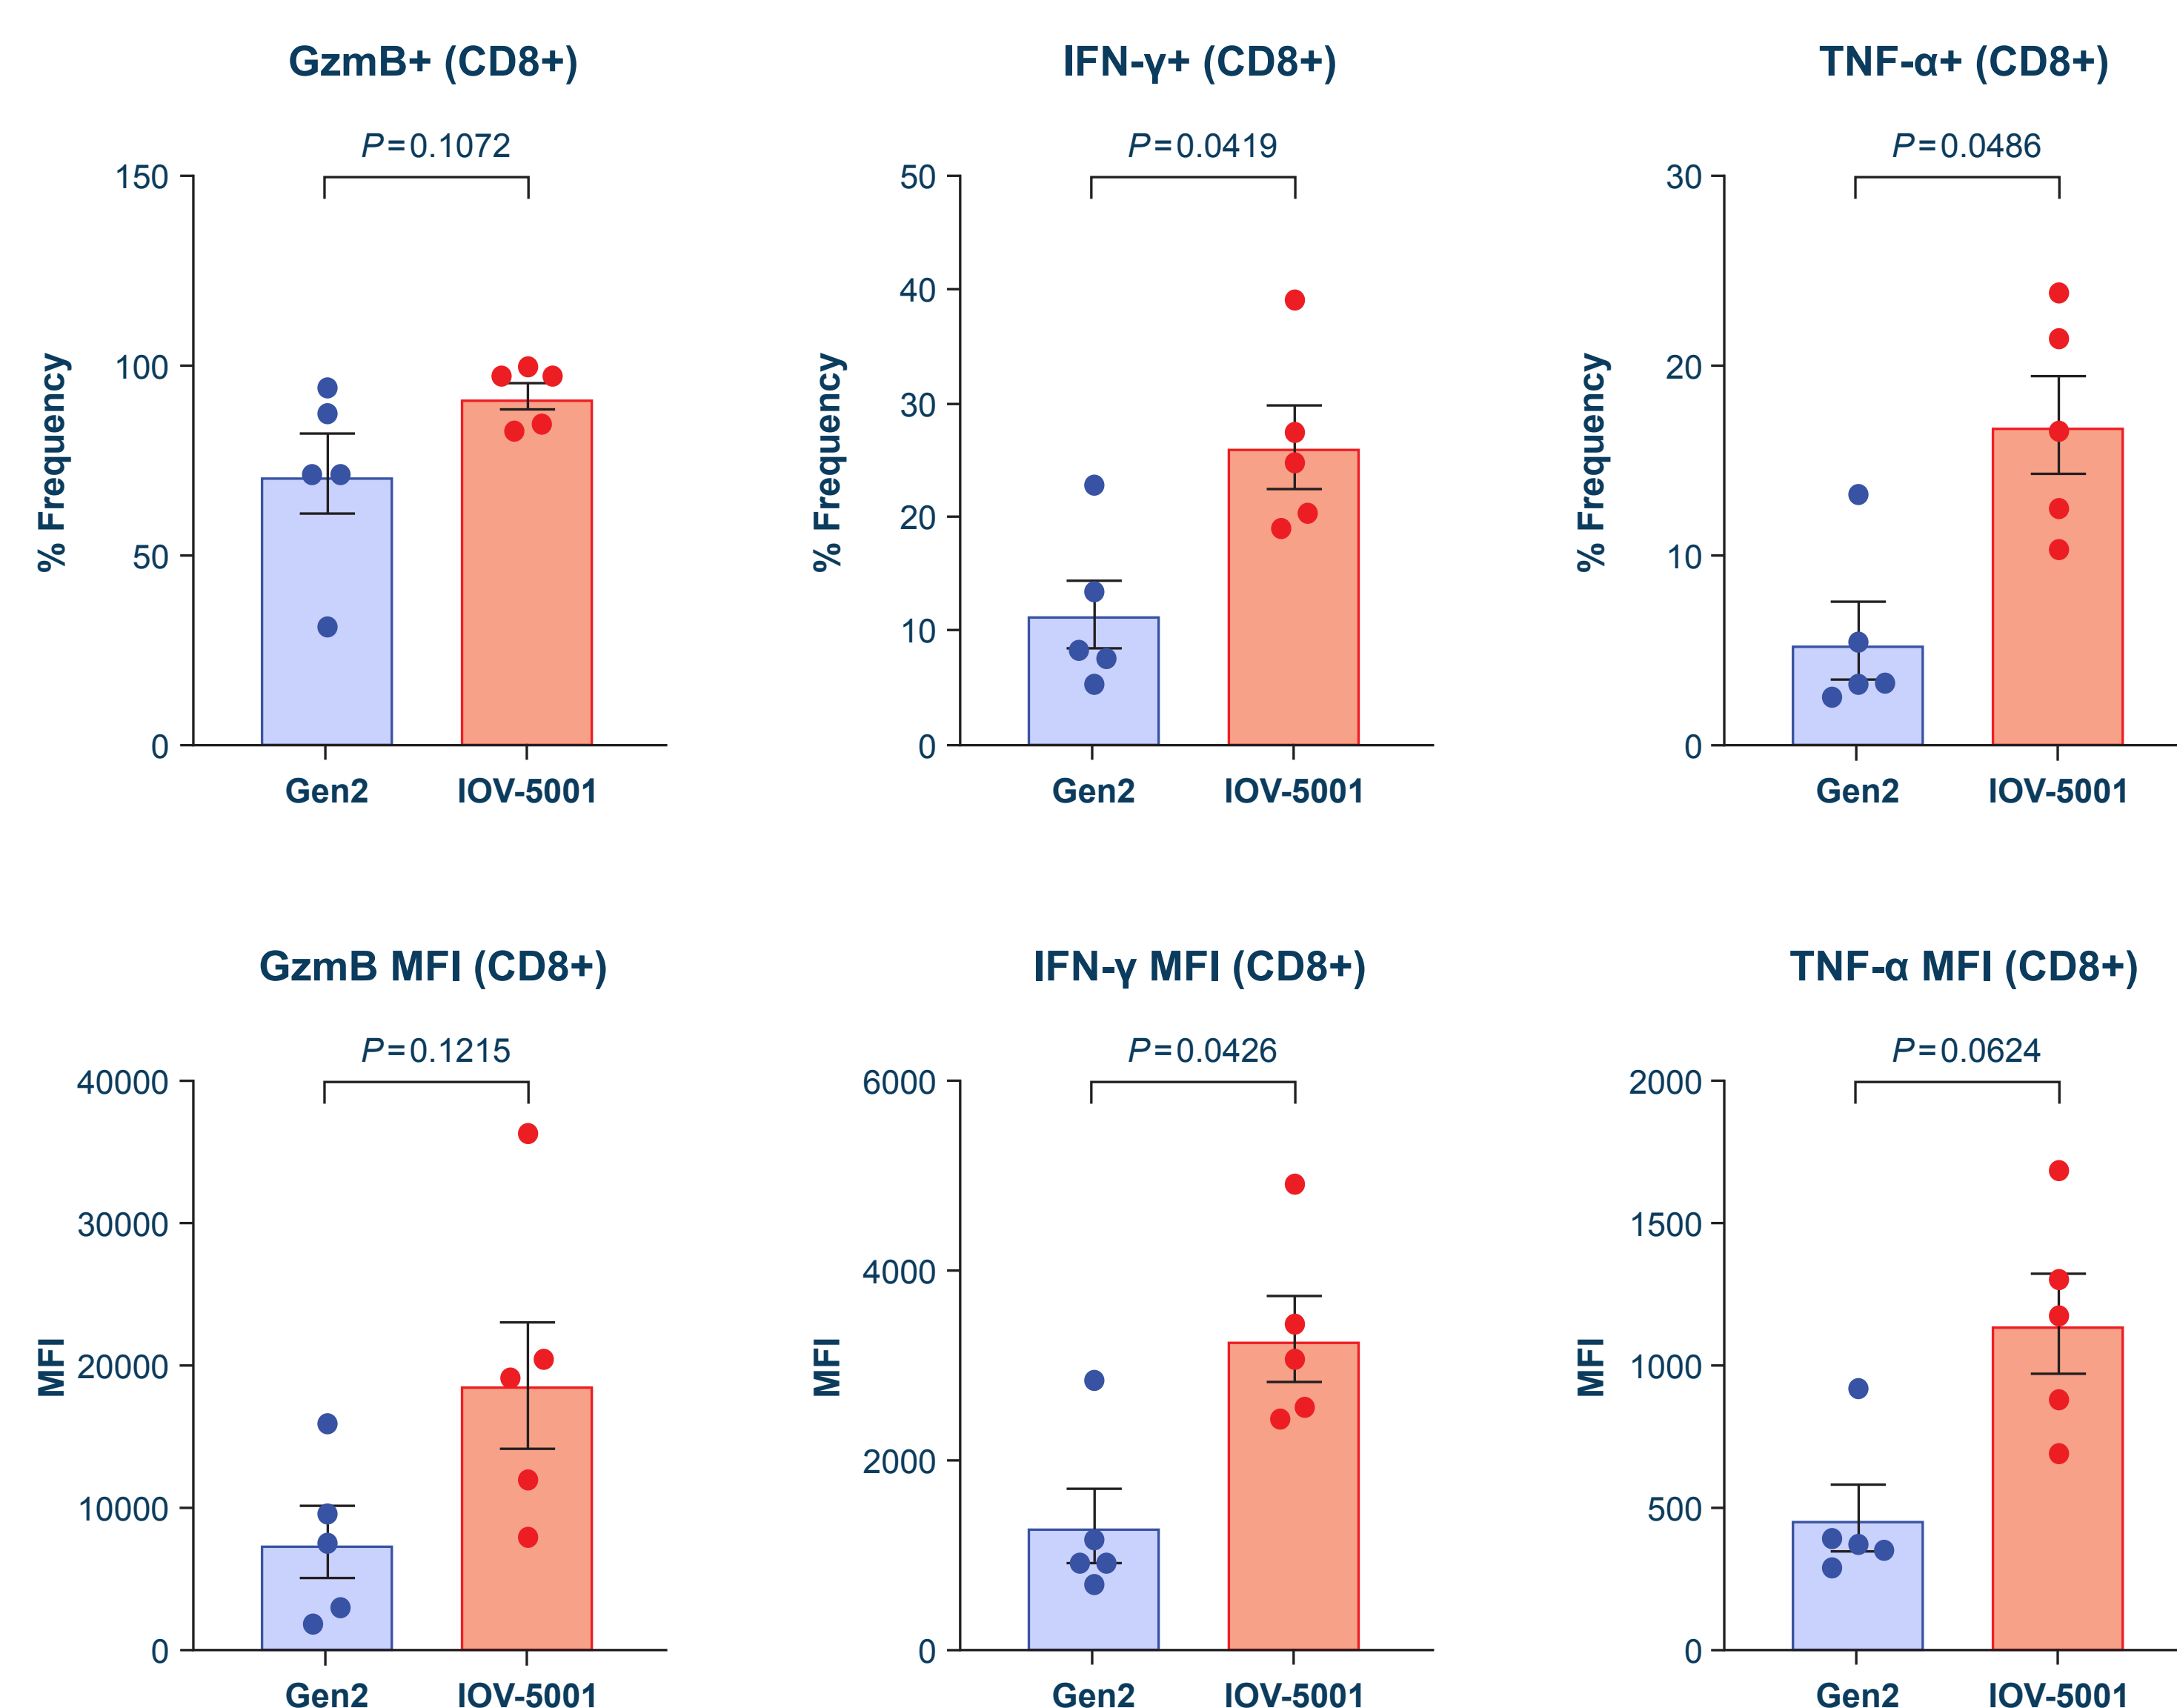 GzmB+ (CD8+)
P=0.1072
150
100
50
0
% Frequency
Gen2
IOV-5001
IFN-γ+ (CD8+)
P=0.0419
50
40
30
20
10
0
% Frequency
Gen2
IOV-5001
TNF-α+ (CD8+)
P=0.0486
30
20
10
0
% Frequency
Gen2
IOV-5001
GzmB MFI (CD8+)
P=0.1215
40000
30000
20000
10000
0
MFI
Gen2
IOV-5001
IFN-γ MFI (CD8+)
P=0.0426
6000
4000
2000
0
MFI
Gen2
IOV-5001
TNF-α MFI (CD8+)
P=0.0624
2000
1500
1000
500
0
MFI
Gen2
IOV-5001